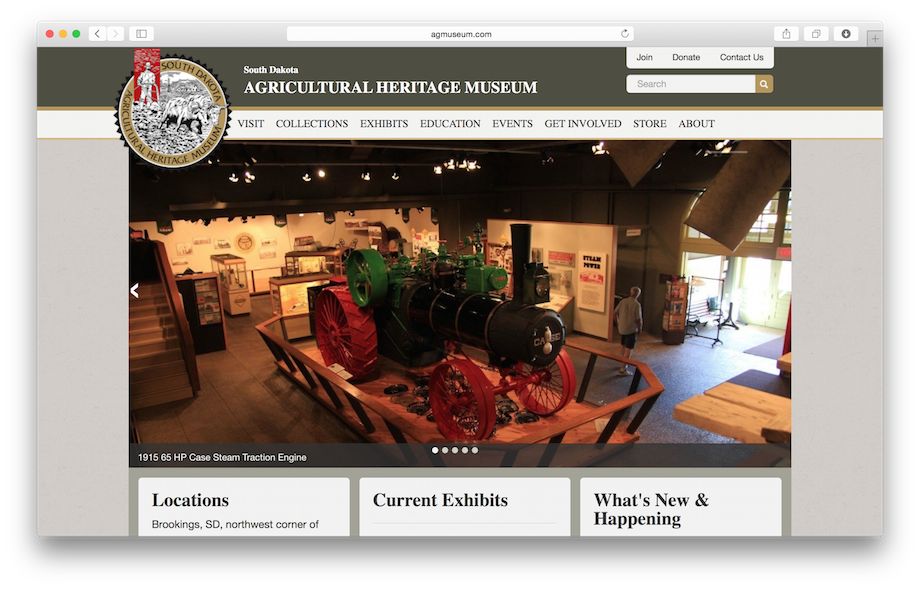 agmuseum.com
Join Donate Contact Us
South Dakota
AGRICULTURAL HERITAGE MUSEUM
Search
SOUTH DAKOTA
AGRICULTURAL HERITAGE MUSEUM
VISIT COLLECTIONS EXHIBITS EDUCATION EVENTS GET INVOLVED STORE ABOUT
STEAM
POWER
CASE
1915 65 HP Case Steam Traction Engine
Locations
Brookings, SD, northwest corner of
Current Exhibits
What's New &
Happening